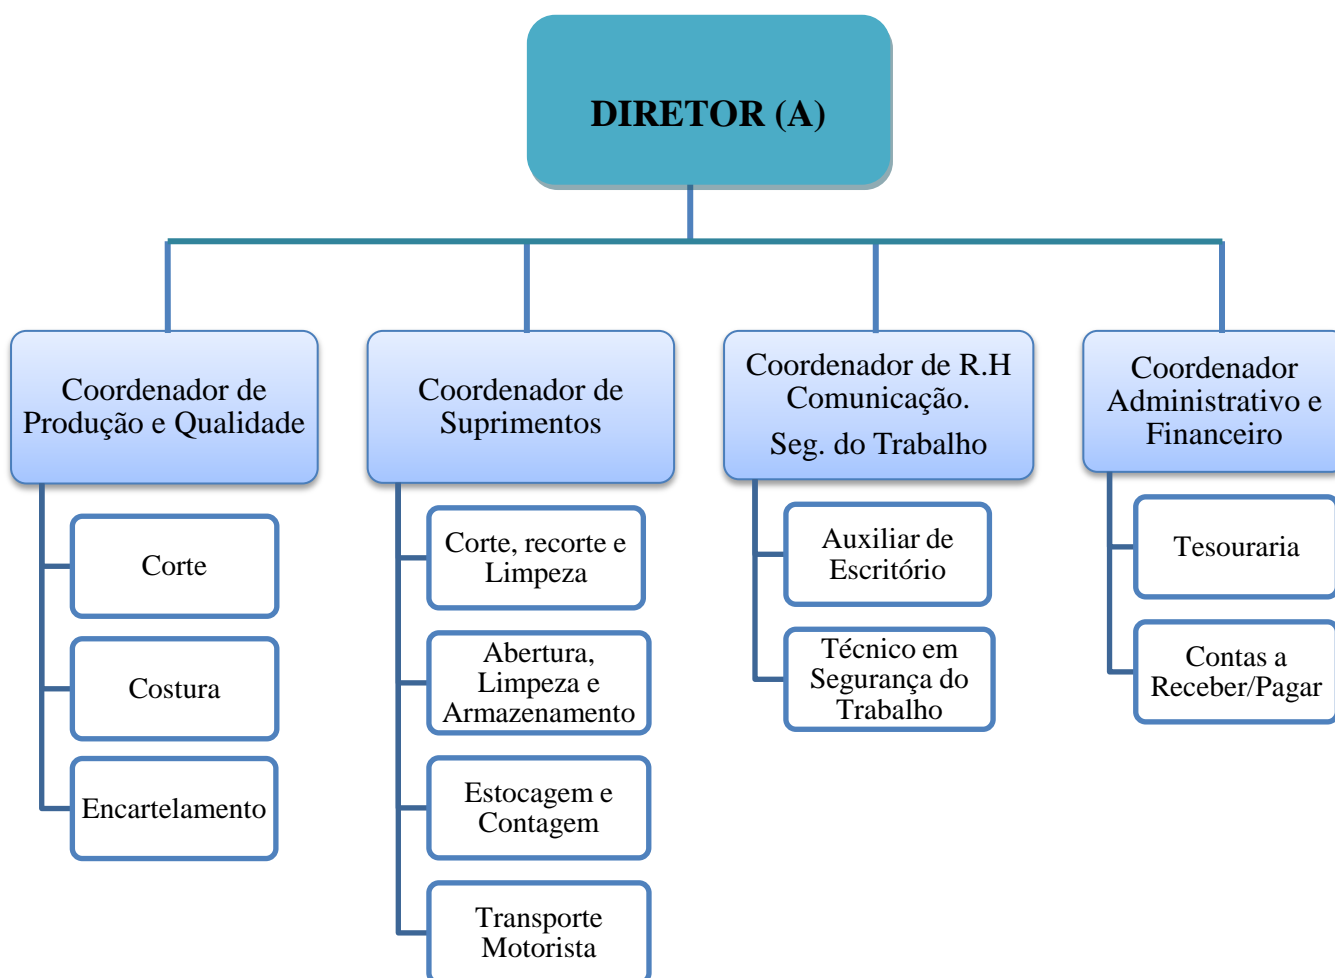 DIRETOR (A)
Coordenador de
Produção e Qualidade
Corte
Costura
Encartelamento
Coordenador de
Suprimentos
Corte, recorte e
Limpeza
Abertura,
Limpeza e
Armazenamento
Estocagem e
Contagem
Transporte
Motorista
Coordenador de R.H
Comunicação.
Seg. do Trabalho
Auxiliar de
Escritório
Técnico em
Segurança do
Trabalho
Coordenador
Administrativo e
Financeiro
Tesouraria
Contas a
Receber/Pagar